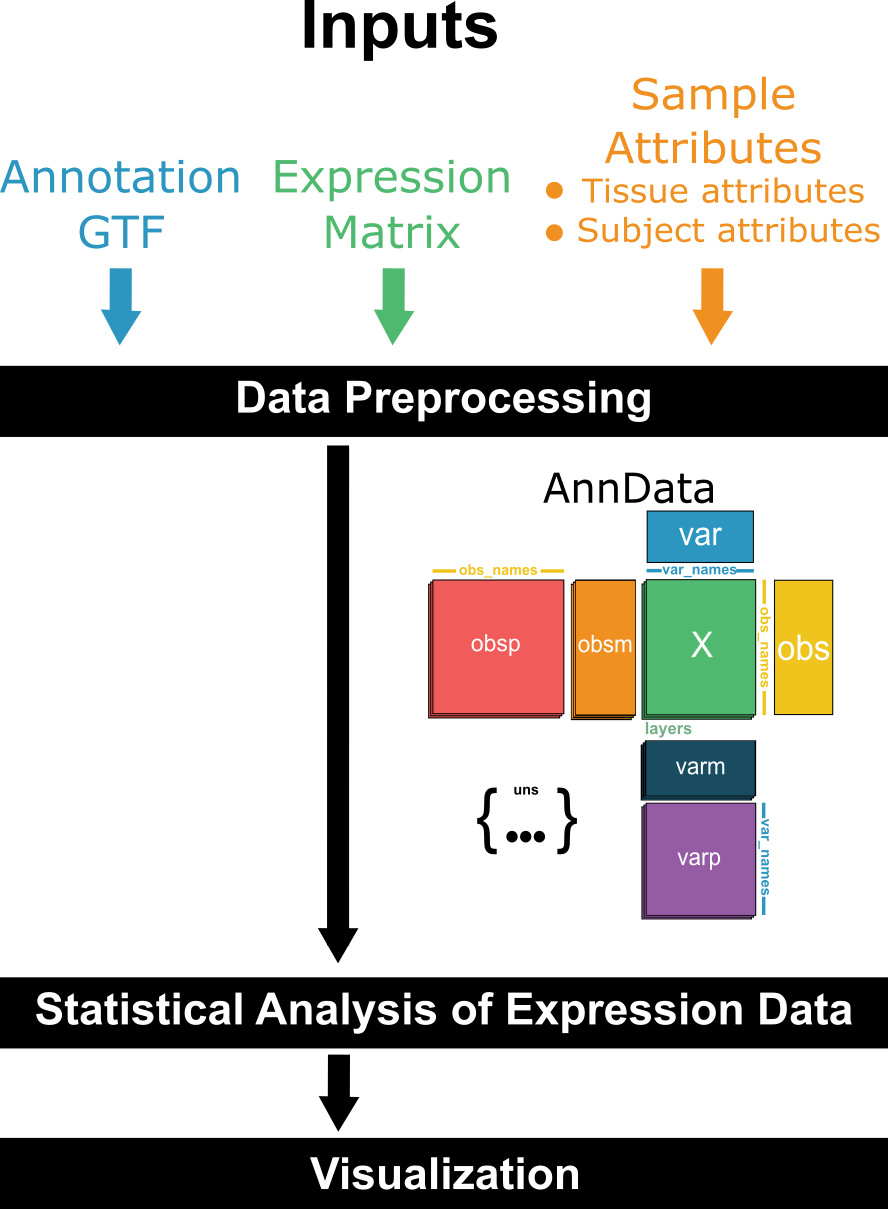 Inputs
Annotation
GTF
Expression
Matrix
Sample
Attributes
• Tissue attributes
• Subject attributes
Data Preprocessing
AnnData
var
obs_names
var_names
obsp
obsm
X
obs_names
obs
layers
varm
uns
{...}
varp
var_names
Statistical Analysis of Expression Data
Visualization